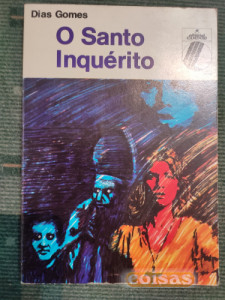 Dias Gomes
O Santo
Inquérito
coisas